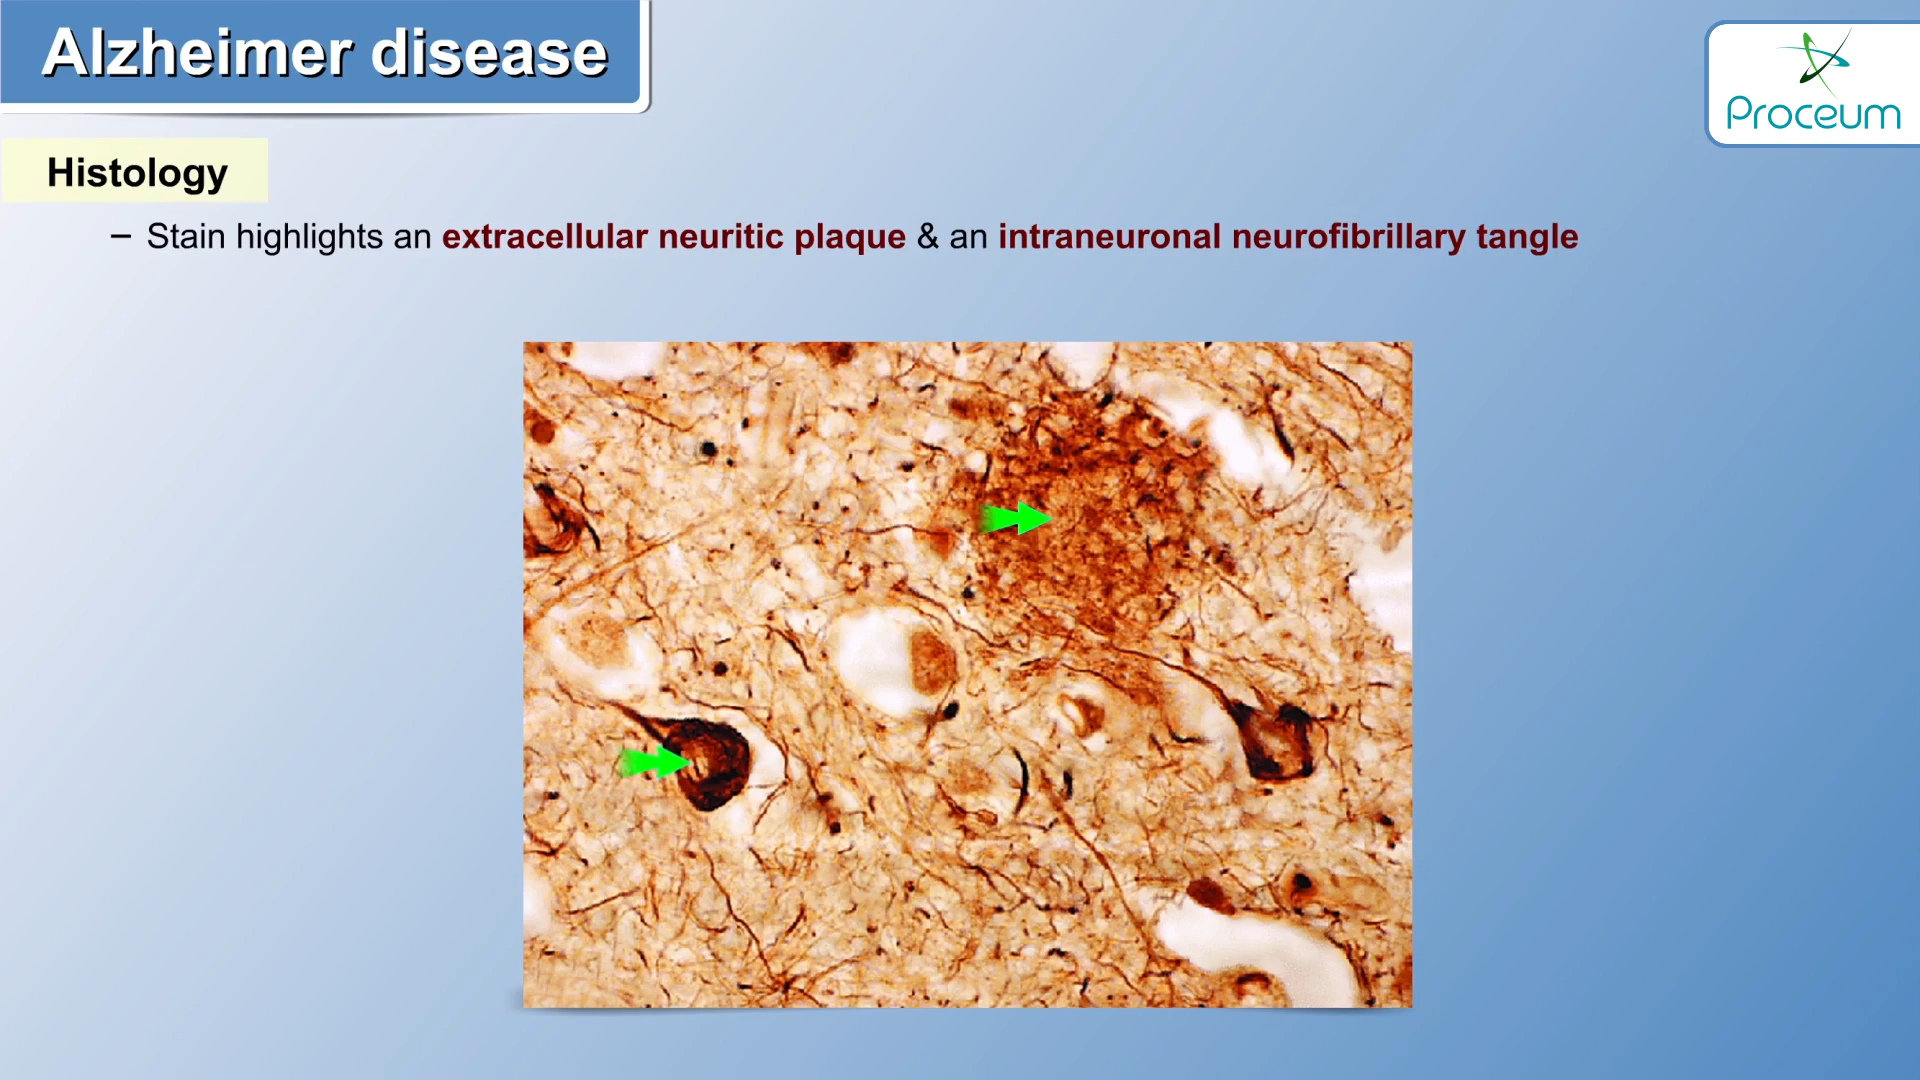 Alzheimer disease
Proceum
Histology
– Stain highlights an extracellular neuritic plaque & an intraneuronal neurofibrillary tangle